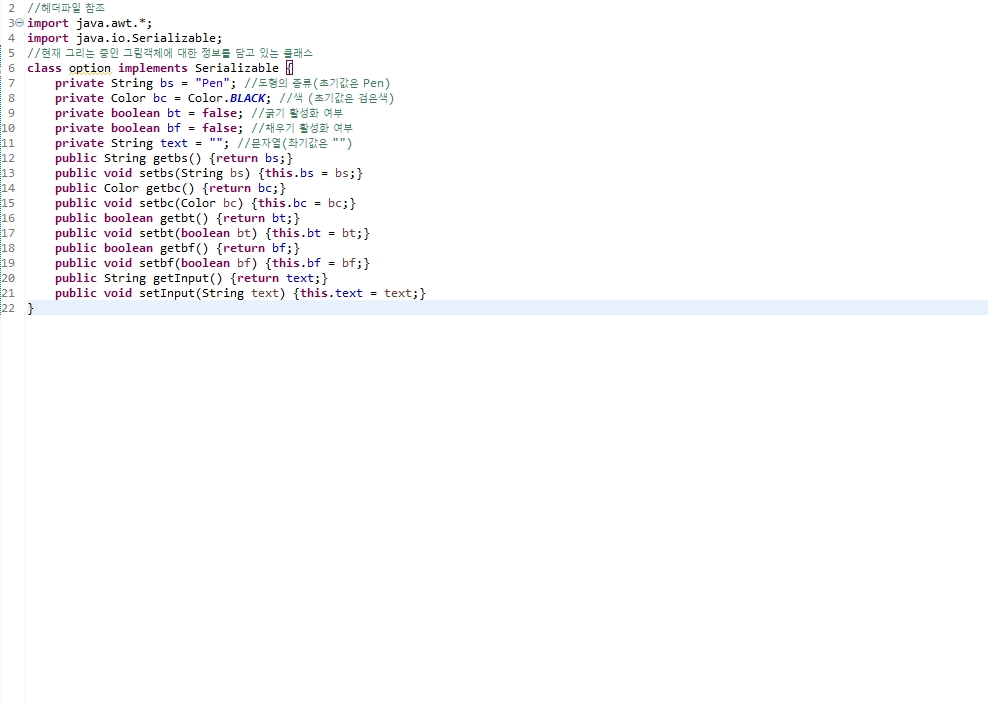 2 //헤더파일 참조
3 import java.awt.*;
4 import java.io.Serializable;
5 //현재 그리는 중인 그림객체에 대한 정보를 담고 있는 클래스
6 class option implements Serializable {
7 private String bs = "Pen"; //도형의 종류(초기값은 Pen)
8 private Color bc = Color.BLACK; //색 (초기값은 검은색)
9 private boolean bt = false; //굵기 활성화 여부
10 private boolean bf = false; //채우기 활성화 여부
11 private String text = ""; //문자열(촤기값은 "")
12 public String getbs() {return bs;}
13 public void setbs(String bs) {this.bs = bs;}
14 public Color getbc() {return bc;}
15 public void setbc(Color bc) {this.bc = bc;}
16 public boolean getbt() {return bt;}
17 public void setbt(boolean bt) {this.bt = bt;}
18 public boolean getbf() {return bf;}
19 public void setbf(boolean bf) {this.bf = bf;}
20 public String getInput() {return text;}
21 public void setInput(String text) {this.text = text;}
22 }